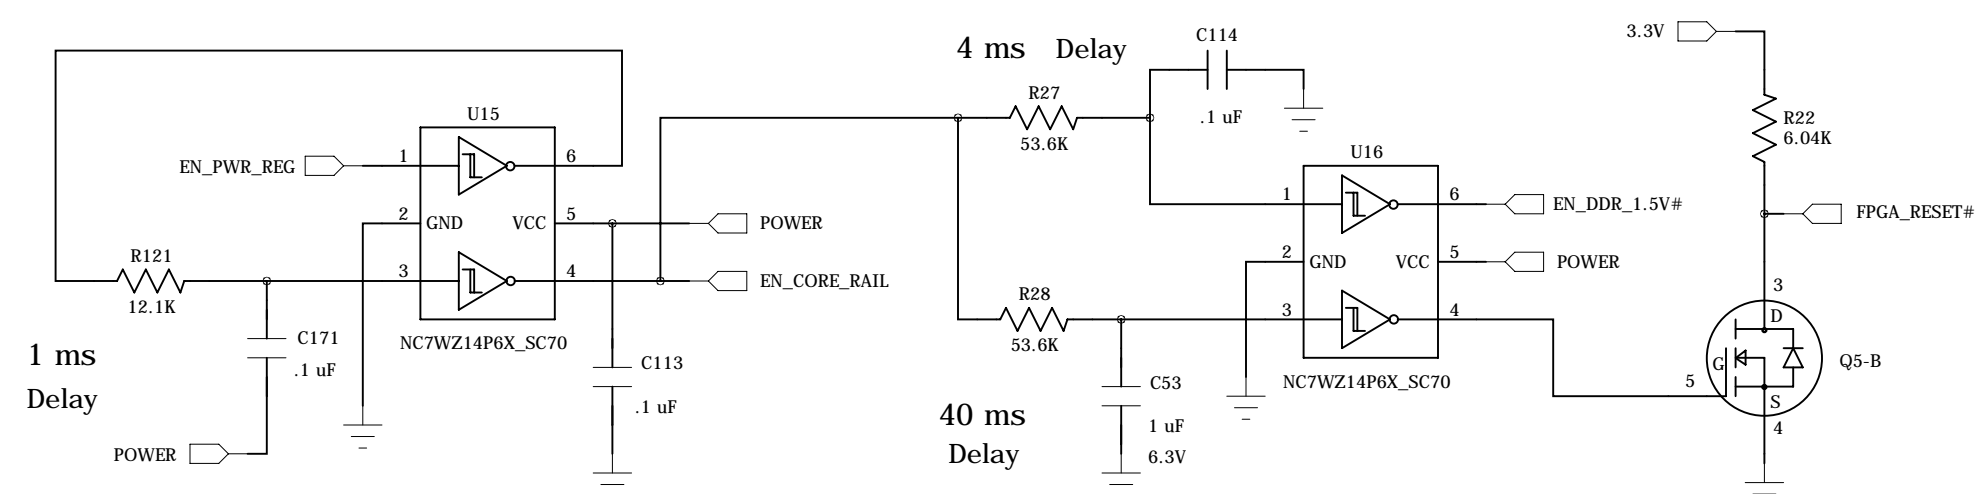 4 ms Delay
C114
.1 uF
3.3V
R22
6.04K
FPGA_RESET#
R27
53.6K
U15
EN_PWR_REG
1
6
2
GND
VCC
5
POWER
3
4
EN_CORE_RAIL
NC7WZ14P6X_SC70
R121
12.1K
1 ms
Delay
C171
.1 uF
POWER
C113
.1 uF
U16
1
6
EN_DDR_1.5V#
2
GND
VCC
5
POWER
3
4
NC7WZ14P6X_SC70
R28
53.6K
40 ms
Delay
C53
1 uF
6.3V
3
D
G
Q5-B
5
S
4